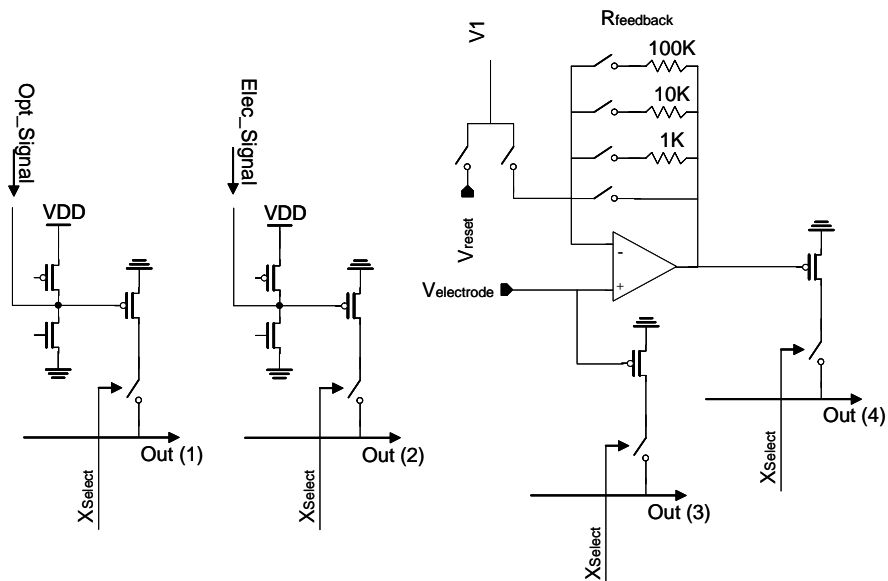 Opt_Signal
VDD
Out (1)
XSelect
Elec_Signal
VDD
Out (2)
XSelect
V1
Rfeedback
100K
10K
1K
Vreset
-
+
Velectrode
Out (3)
XSelect
Out (4)
XSelect